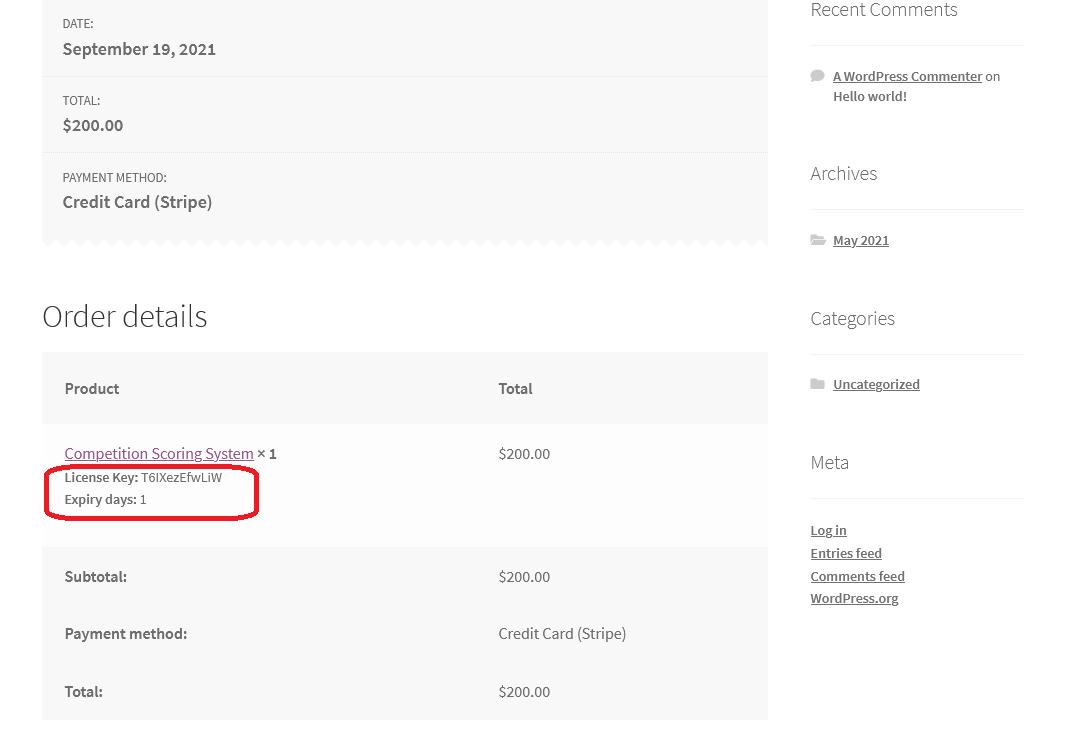 DATE:
September 19, 2021
TOTAL:
$200.00
PAYMENT METHOD:
Credit Card (Stripe)
Order details
Product Total
Competition Scoring System × 1 $200.00
License Key: T6IXezEfwLiW
Expiry days: 1
Subtotal: $200.00
Payment method: Credit Card (Stripe)
Total: $200.00
Recent Comments
A WordPress Commenter on
Hello world!
Archives
May 2021
Categories
Uncategorized
Meta
Log in
Entries feed
Comments feed
WordPress.org